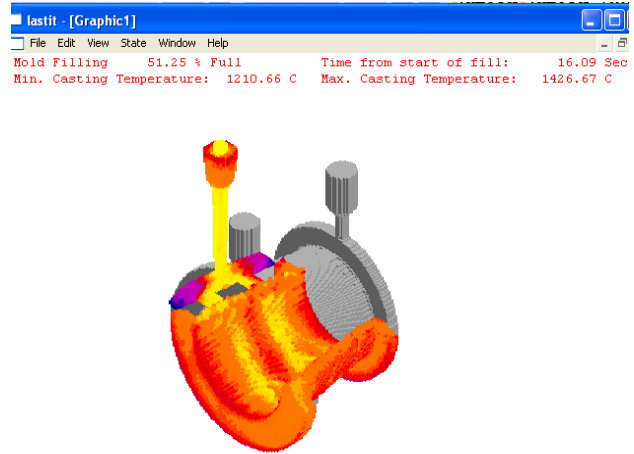 lastit - [Graphic1]
File Edit View State Window Help
Mold Filling 51.25 % Full Time from start of fill: 16.09 Sec
Min. Casting Temperature: 1210.66 C Max. Casting Temperature: 1426.67 C